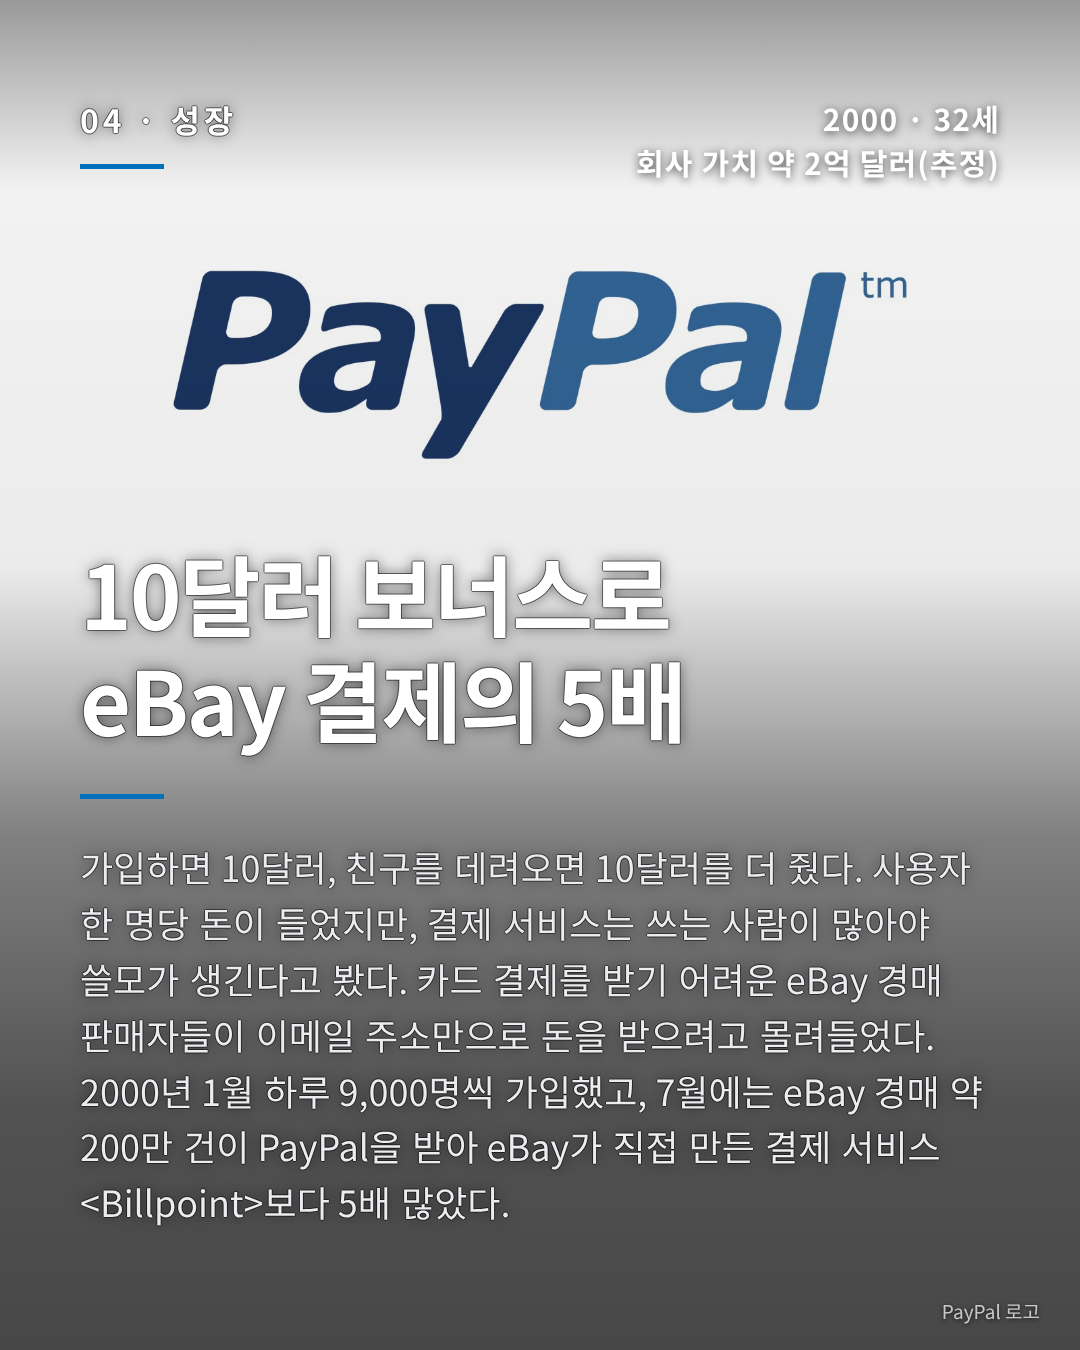 04 · 성장
2000 · 32세
회사 가치 약 2억 달러(추정)
PayPal tm
10달러 보너스로
eBay 결제의 5배
가입하면 10달러, 친구를 데려오면 10달러를 더 줬다. 사용자
한 명당 돈이 들었지만, 결제 서비스는 쓰는 사람이 많아야
쓸모가 생긴다고 봤다. 카드 결제를 받기 어려운 eBay 경매
판매자들이 이메일 주소만으로 돈을 받으려고 몰려들었다.
2000년 1월 하루 9,000명씩 가입했고, 7월에는 eBay 경매 약
200만 건이 PayPal을 받아 eBay가 직접 만든 결제 서비스
<Billpoint>보다 5배 많았다.
PayPal 로고